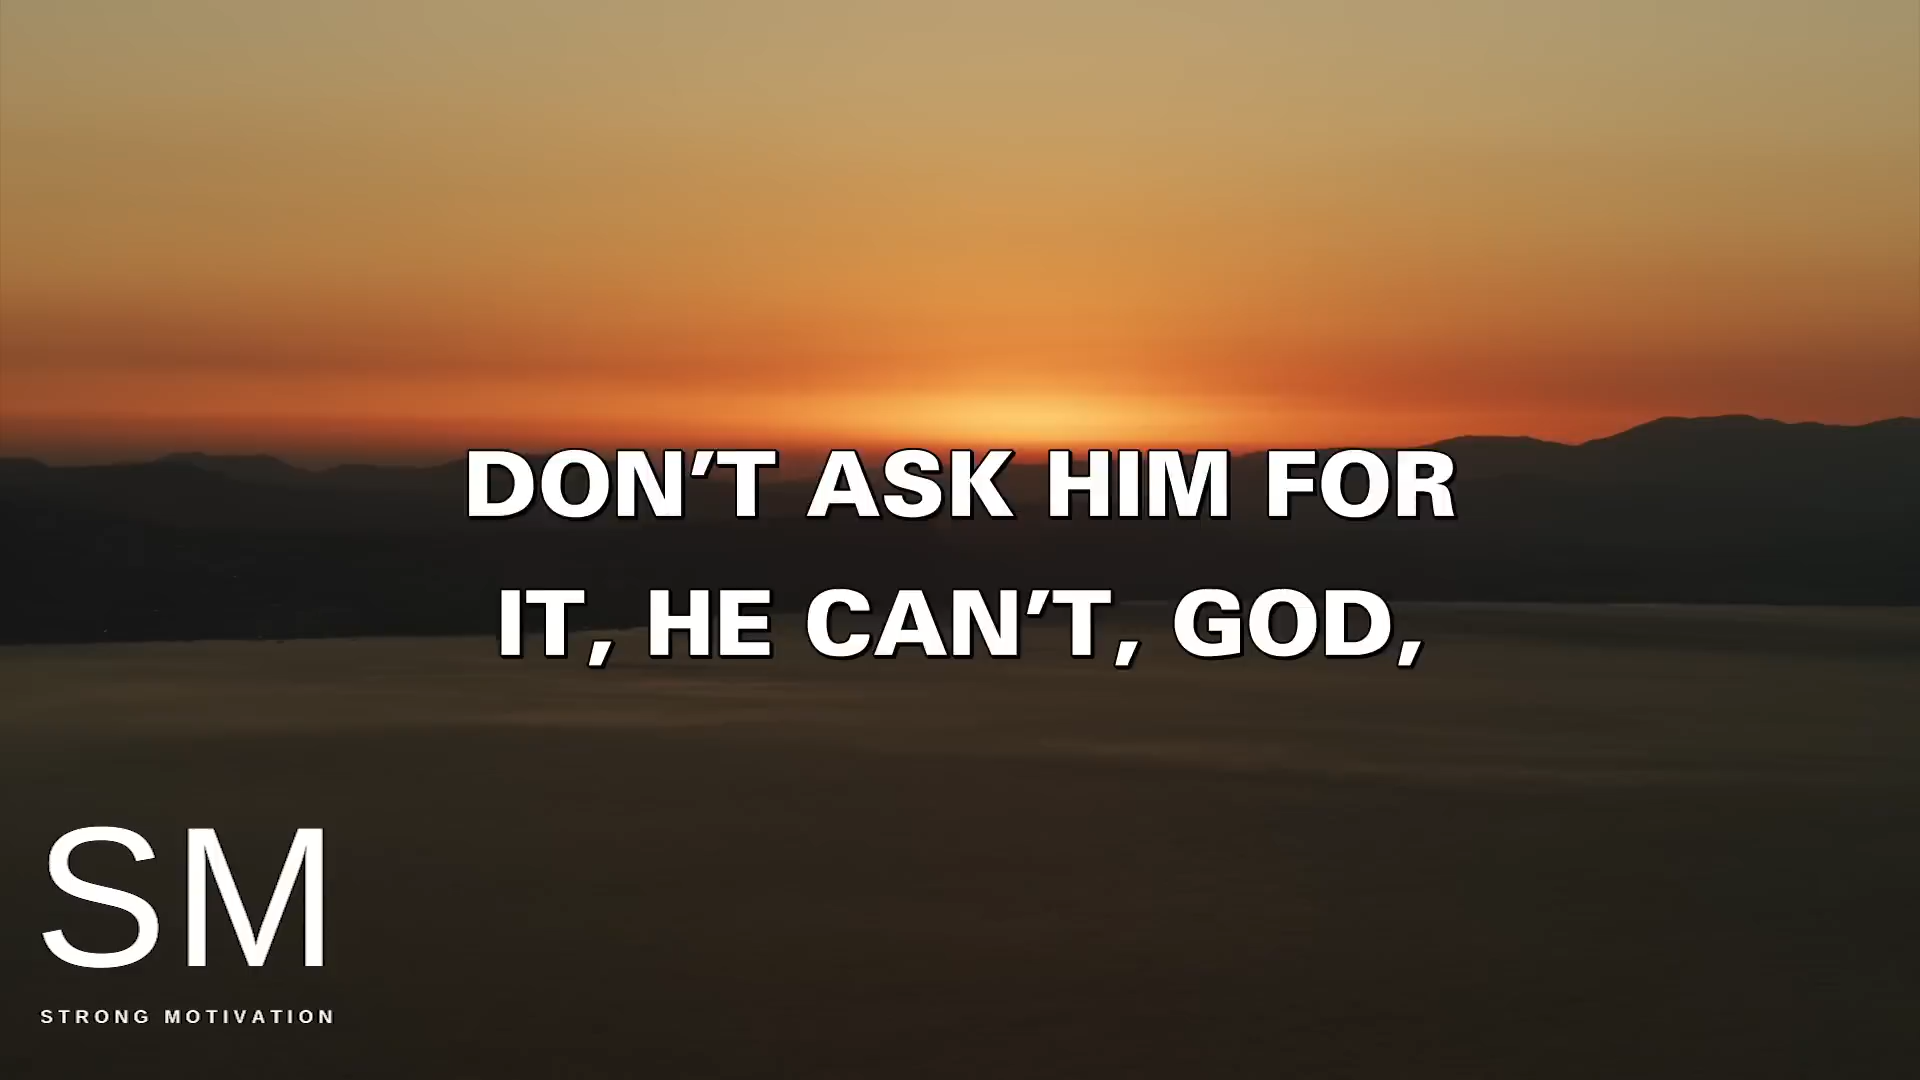 DON’T ASK HIM FOR
IT, HE CAN’T, GOD,
SM
STRONG MOTIVATION